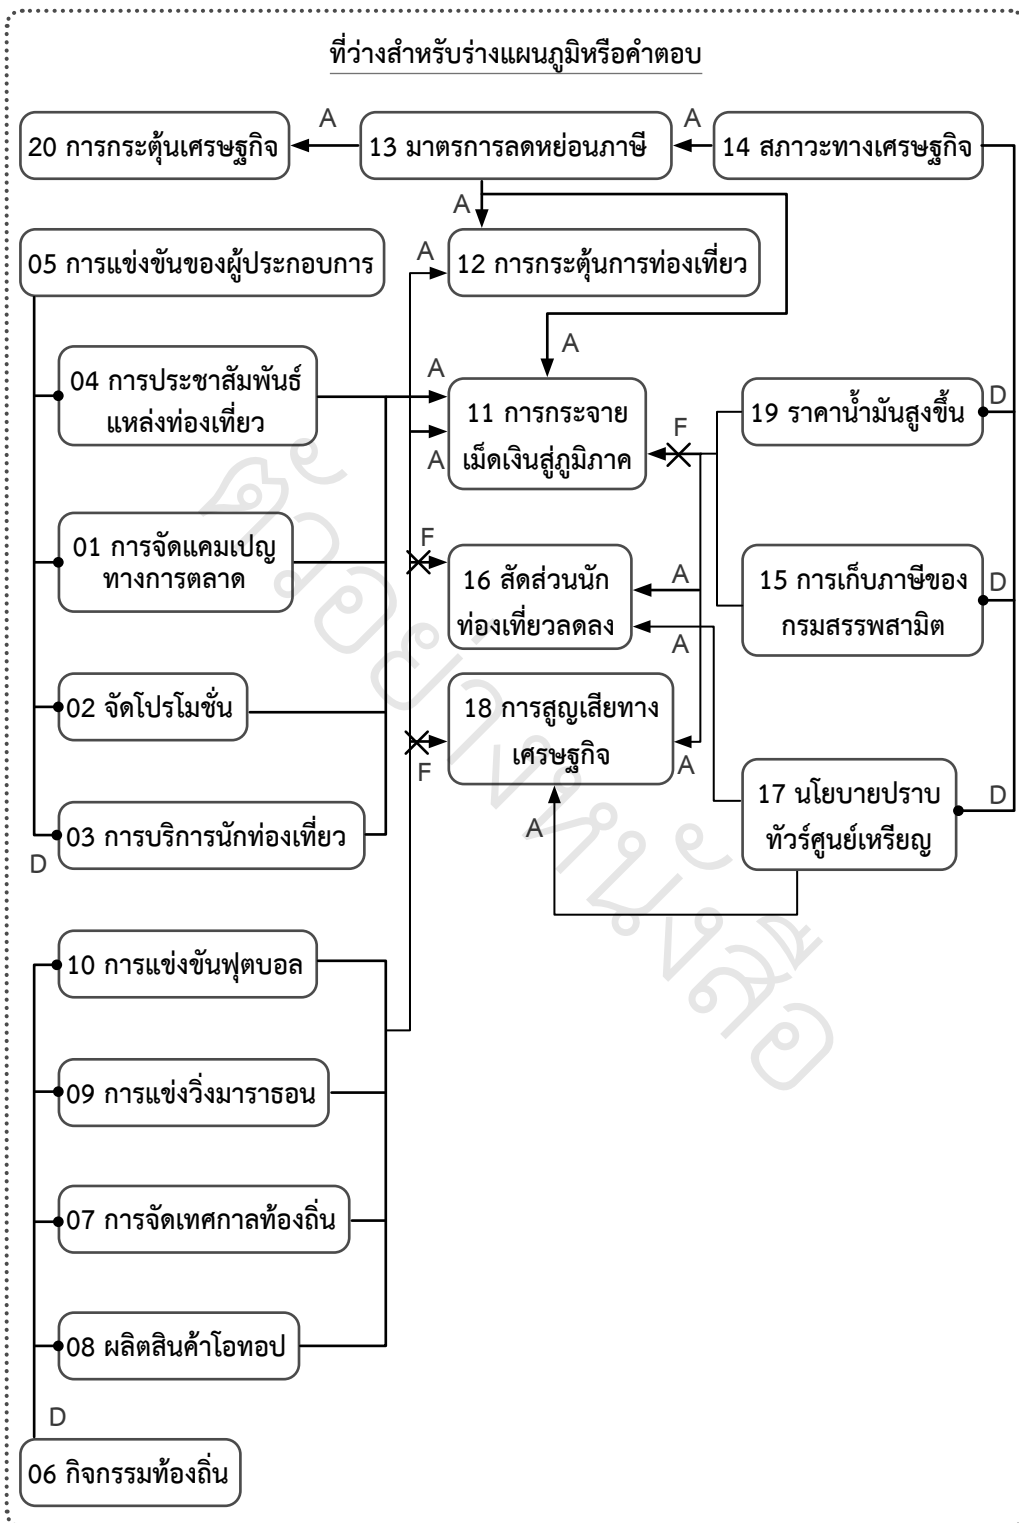 ที่ว่างสำหรับร่างแผนภูมิหรือคำตอบ
20 การกระตุ้นเศรษฐกิจ
A
13 มาตรการลดหย่อนภาษี
A
14 สภาวะทางเศรษฐกิจ
A
05 การแข่งขันของผู้ประกอบการ
A
12 การกระตุ้นการท่องเที่ยว
A
04 การประชาสัมพันธ์
แหล่งท่องเที่ยว
A
A
11 การกระจาย
เม็ดเงินสู่ภูมิภาค
F
19 ราคาน้ำมันสูงขึ้น
D
01 การจัดแคมเปญ
ทางการตลาด
F
16 สัดส่วนนัก
ท่องเที่ยวลดลง
A
A
15 การเก็บภาษีของ
กรมสรรพสามิต
D
02 จัดโปรโมชั่น
F
18 การสูญเสียทาง
เศรษฐกิจ
A
A
17 นโยบายปราบ
ทัวร์ศูนย์เหรียญ
D
03 การบริการนักท่องเที่ยว
D
10 การแข่งขันฟุตบอล
09 การแข่งวิ่งมาราธอน
07 การจัดเทศกาลท้องถิ่น
08 ผลิตสินค้าโอทอป
D
06 กิจกรรมท้องถิ่น
ตัวอย่างหนังสือ